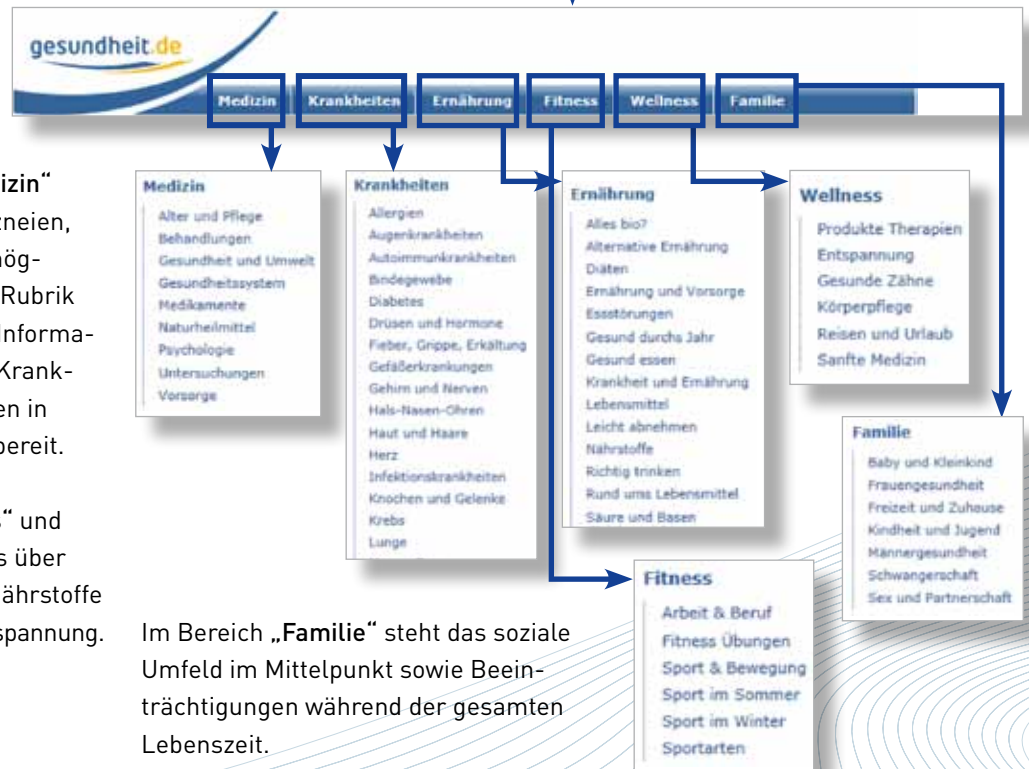 gesundheit.de
Medizin Krankheiten Ernährung Fitness Wellness Familie
izin“
zneien,
nög-
Rubrik
Informa-
Krank-
en in
bereit.
s“ und
s über
ährstoffe
spannung.
Medizin
Alter und Pflege
Behandlungen
Gesundheit und Umwelt
Gesundheitssystem
Medikamente
Naturheilmittel
Psychologie
Untersuchungen
Vorsorge
Krankheiten
Allergien
Augenkrankheiten
Autoimmunkrankheiten
Bindegewebe
Diabetes
Drüsen und Hormone
Fieber, Grippe, Erkältung
Gefäßerkrankungen
Gehirn und Nerven
Hals-Nasen-Ohren
Haut und Haare
Herz
Infektionskrankheiten
Knochen und Gelenke
Krebs
Lunge
Ernährung
Alles bio?
Alternative Ernährung
Diäten
Ernährung und Vorsorge
Essstörungen
Gesund durchs Jahr
Gesund essen
Krankheit und Ernährung
Lebensmittel
Leicht abnehmen
Nährstoffe
Richtig trinken
Rund ums Lebensmittel
Säure und Basen
Wellness
Produkte Therapien
Entspannung
Gesunde Zähne
Körperpflege
Reisen und Urlaub
Sanfte Medizin
Familie
Baby und Kleinkind
Frauengesundheit
Freizeit und Zuhause
Kindheit und Jugend
Männergesundheit
Schwangerschaft
Sex und Partnerschaft
Fitness
Arbeit & Beruf
Fitness Übungen
Sport & Bewegung
Sport im Sommer
Sport im Winter
Sportarten
Im Bereich „Familie“ steht das soziale
Umfeld im Mittelpunkt sowie Beein-
trächtigungen während der gesamten
Lebenszeit.